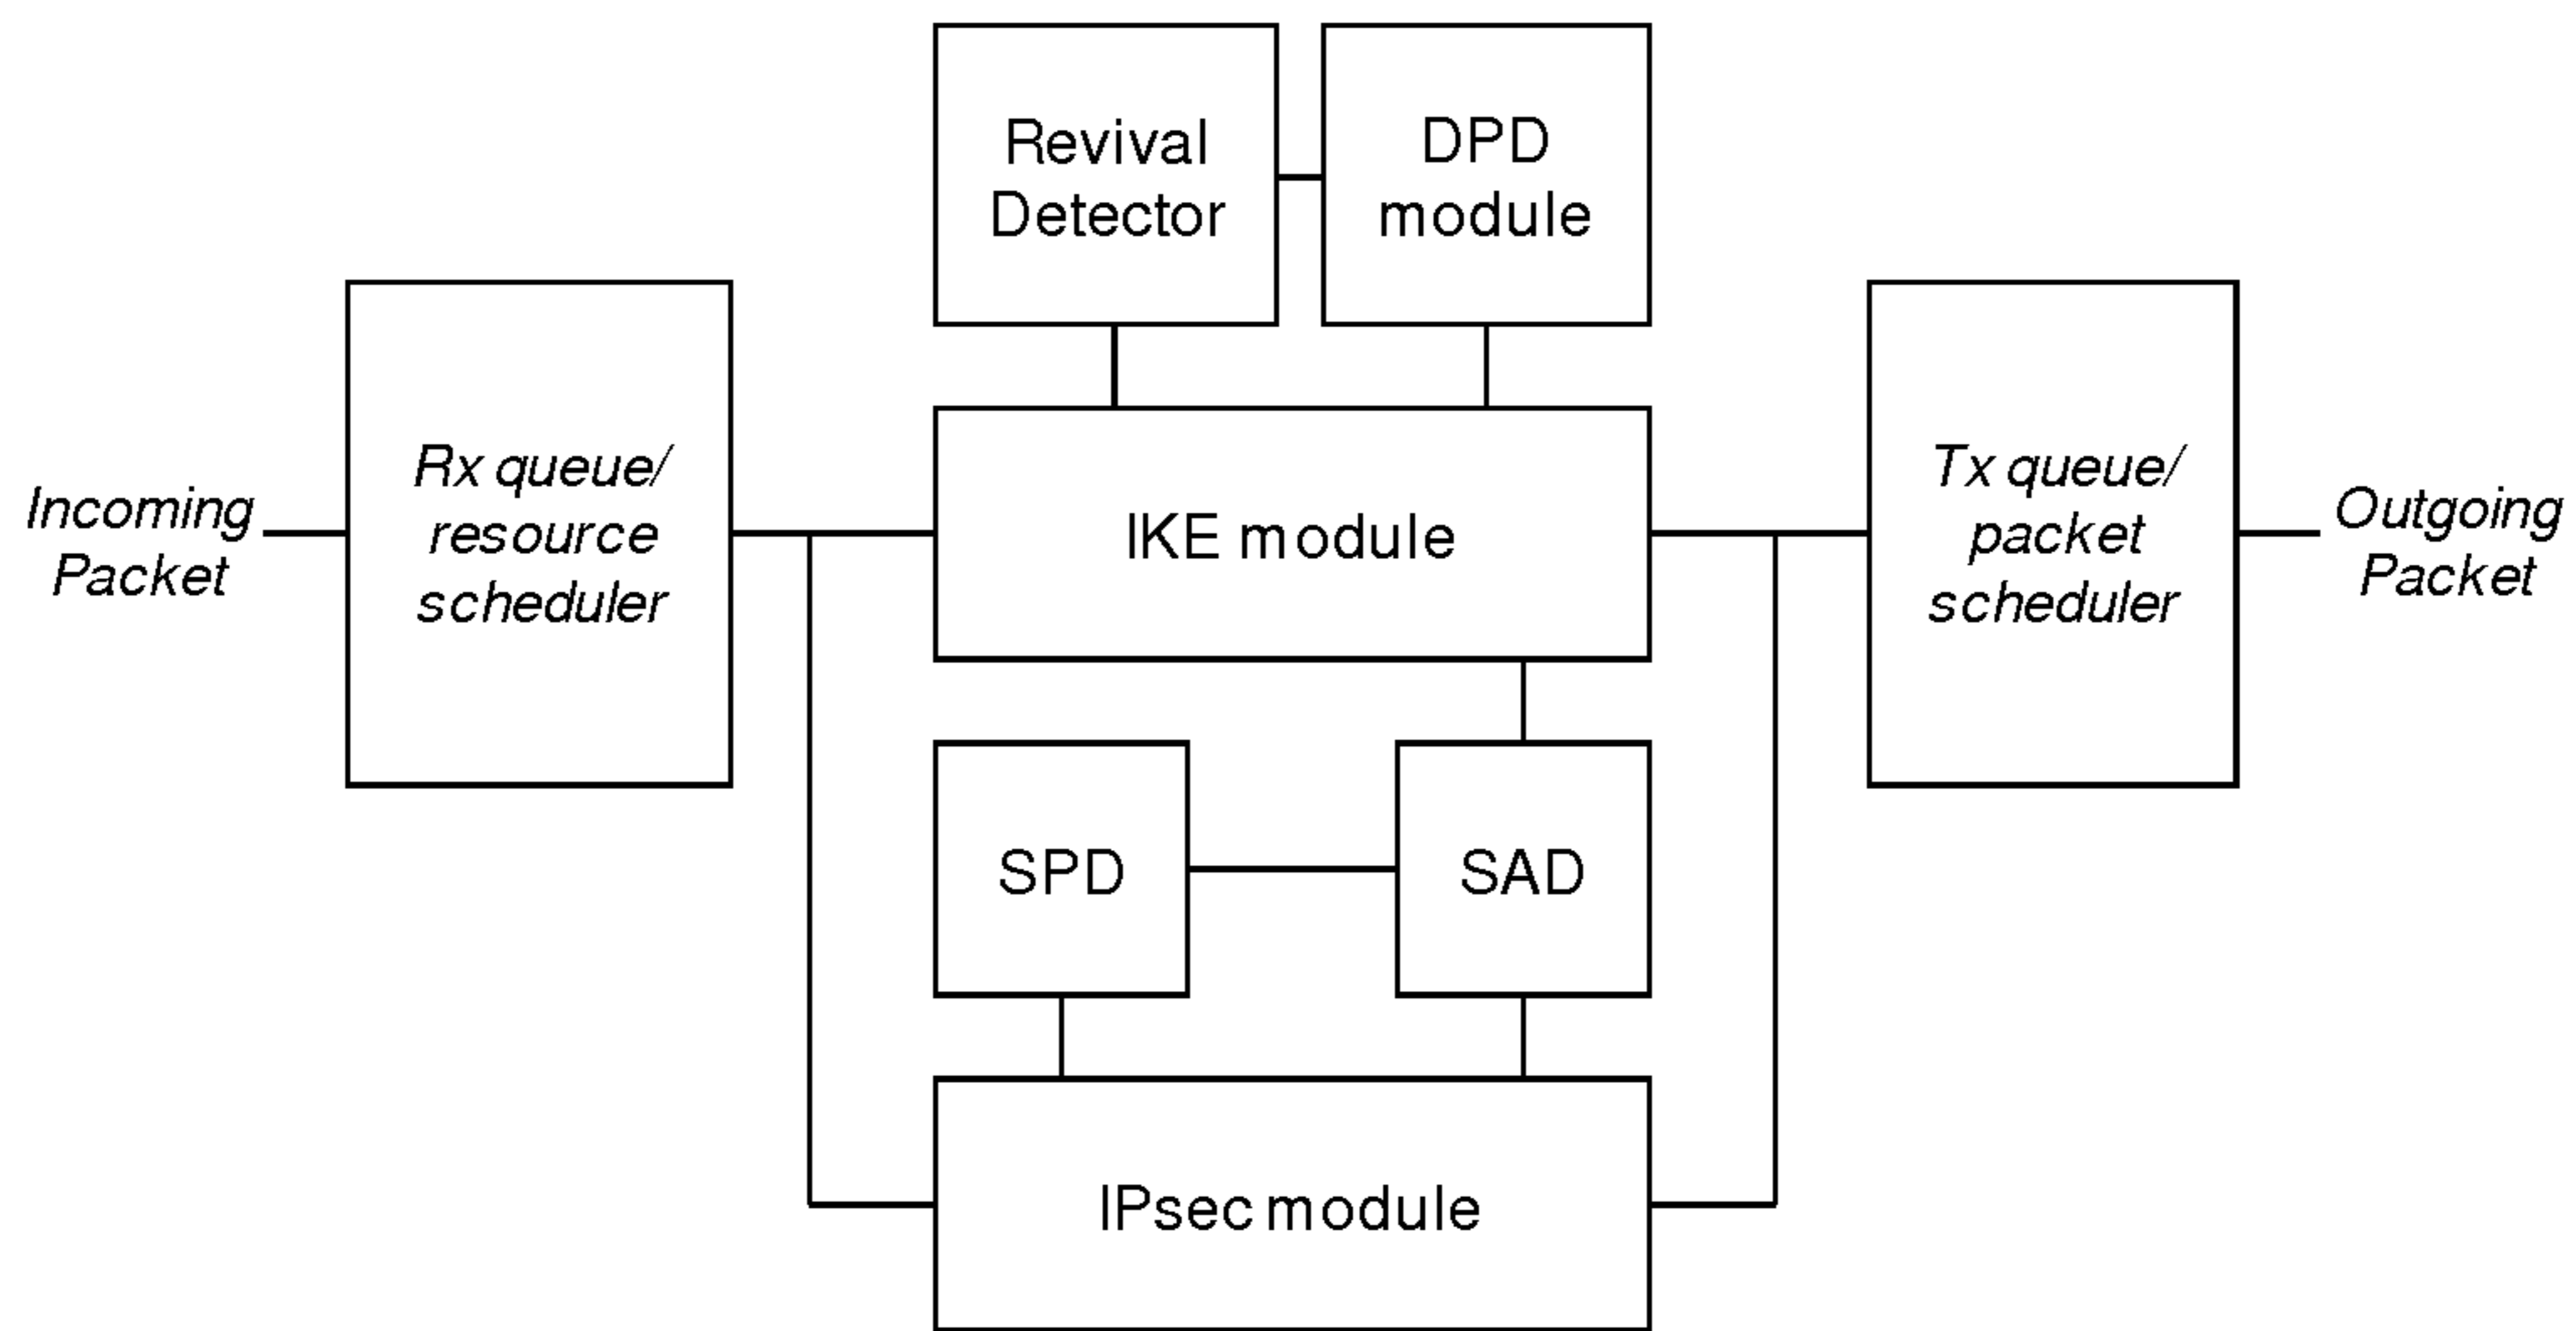 Revival
Detector
DPD
module
Incoming
Packet
Rx queue/
resource
scheduler
IKE module
Tx queue/
packet
scheduler
Outgoing
Packet
SPD
SAD
IPsec module